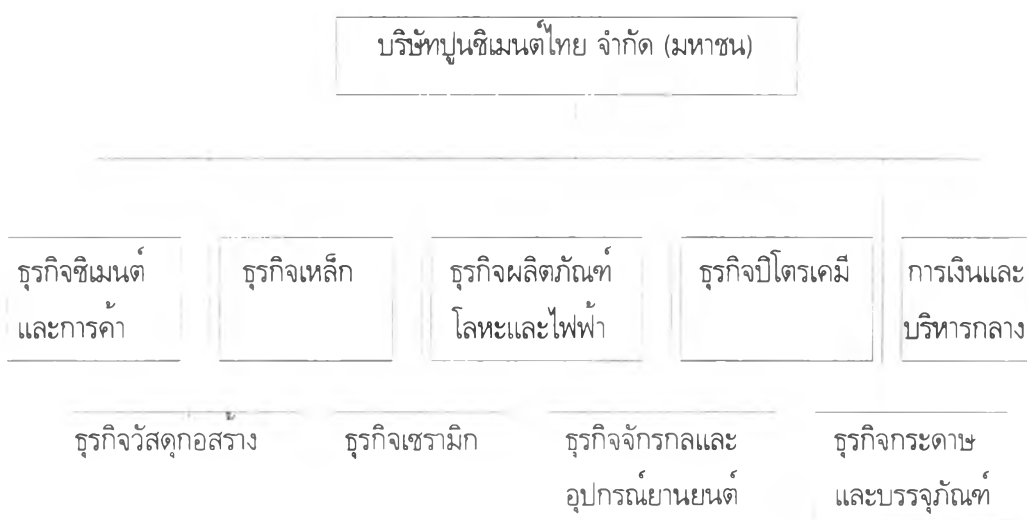 บริษัทปูนซิเมนต์ไทย จำกัด (มหาชน)
ธุรกิจซิเมนต์
และการค้า
ธุรกิจเหล็ก
ธุรกิจผลิตภัณฑ์
โลหะและไฟฟ้า
ธุรกิจปิโตรเคมี
การเงินและ
บริหารกลาง
ธุรกิจวัสดุกอสร้าง
ธุรกิจเซรามิก
ธุรกิจจักรกลและ
อุปกรณ์ยานยนต์
ธุรกิจกระดาษ
และบรรจุภัณฑ์